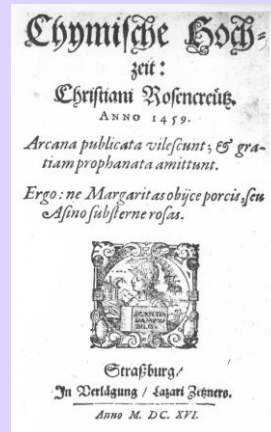 Chymische Hoch-
zeit:
Christiani Rosencreütz.
ANNO 1459.
Arcana publicata vilescunt; & gra-
tiam prophanata amittunt.
Ergo: ne Margaritas obijce porcis, seu
Asino substerne rosas.
Straßburg/
In Verlägung / Lazari Zetzners.
Anno M. DC. XVI.